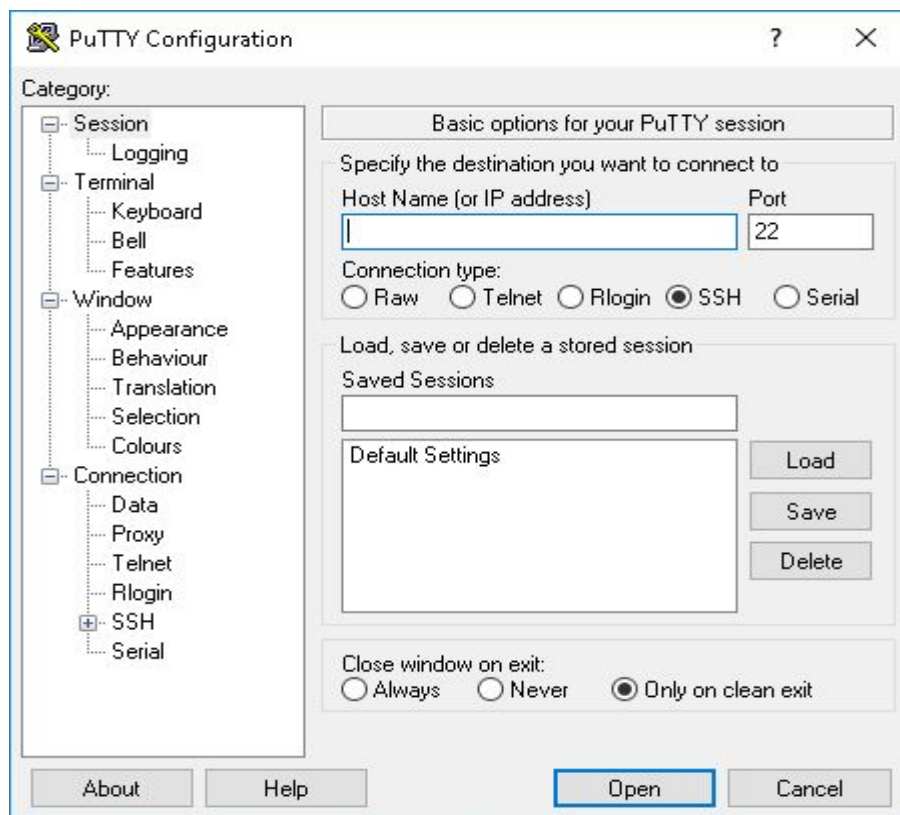 PuTTY Configuration
?
Category:
Session
Logging
Terminal
Keyboard
Bell
Features
Window
Appearance
Behaviour
Translation
Selection
Colours
Connection
Data
Proxy
Telnet
Rlogin
SSH
Serial
Basic options for your PuTTY session
Specify the destination you want to connect to
Host Name (or IP address) Port
22
Connection type:
Raw Telnet Rlogin SSH Serial
Load, save or delete a stored session
Saved Sessions
Default Settings
Load
Save
Delete
Close window on exit:
Always Never Only on clean exit
About Help Open Cancel